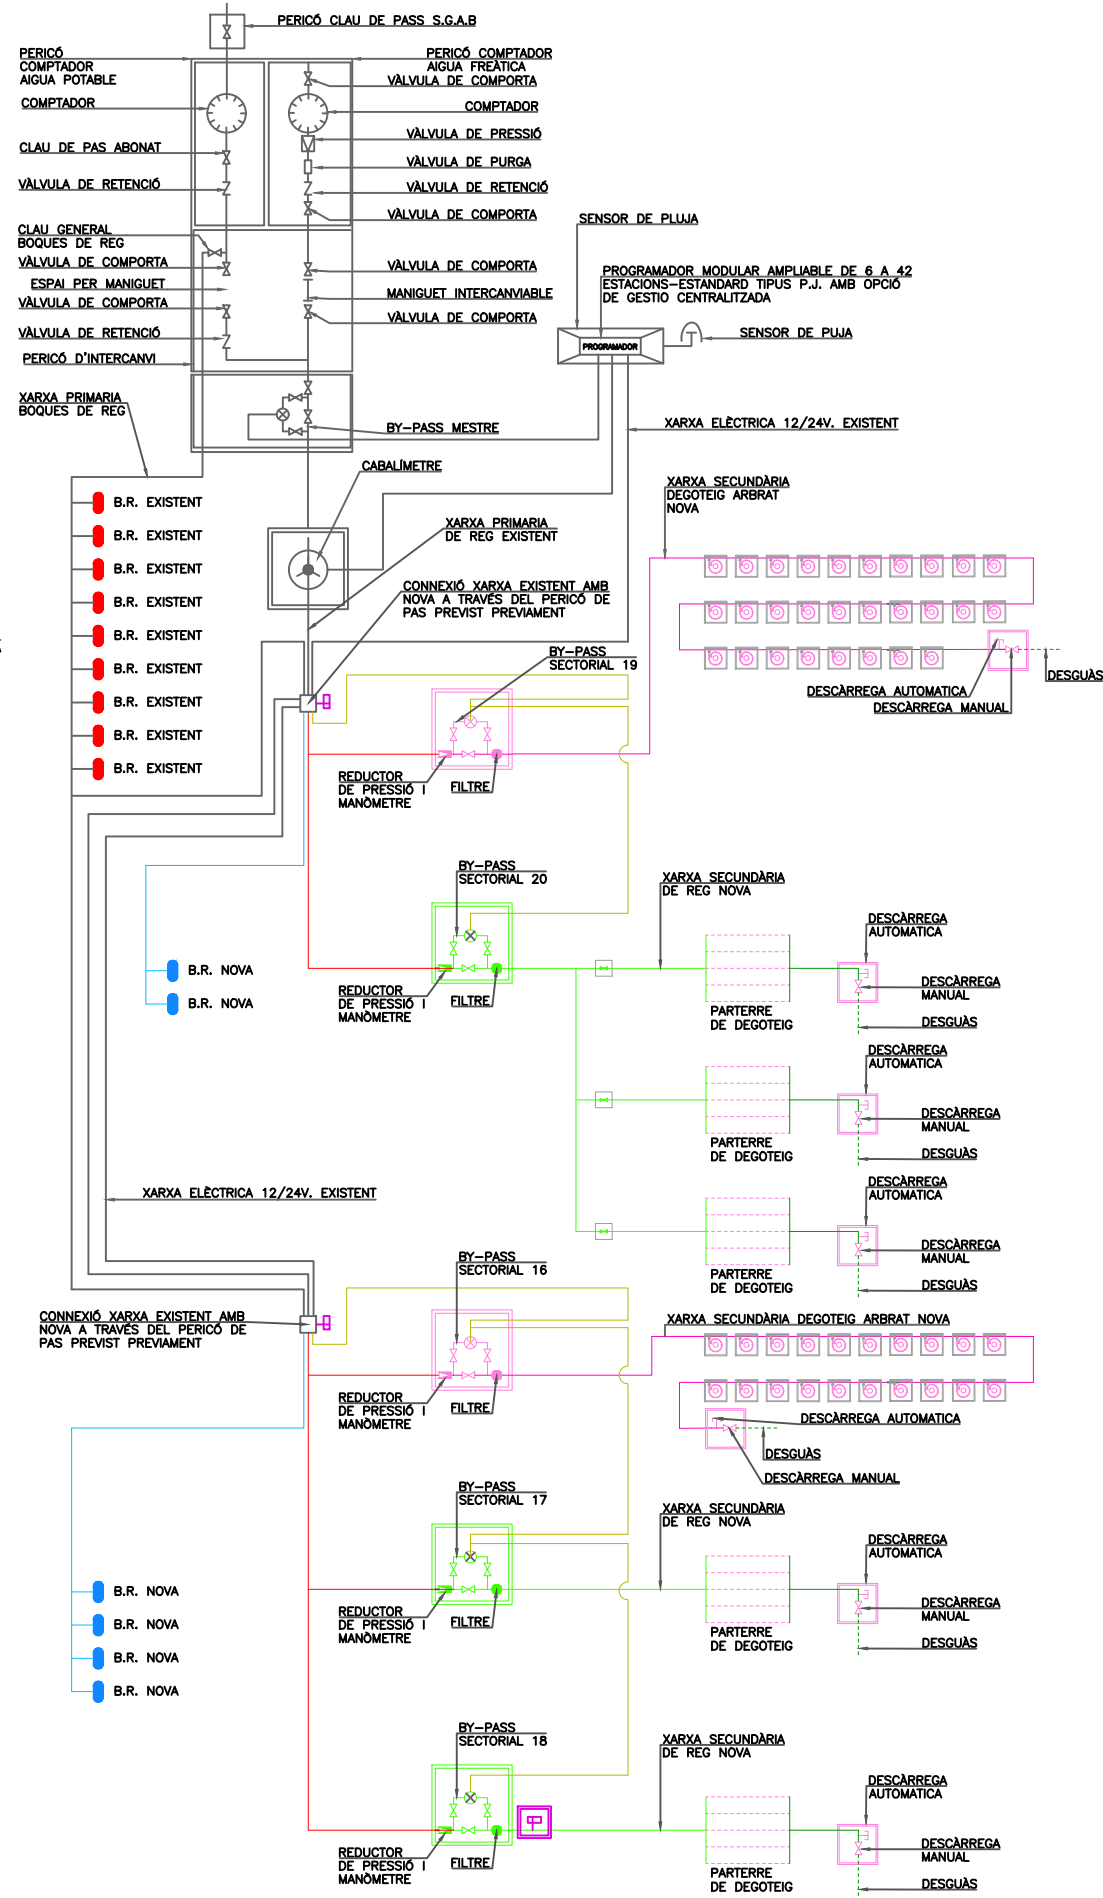 PERICÓ CLAU DE PASS S.G.A.B
PERICÓ
COMPTADOR
AIGUA POTABLE
PERICÓ COMPTADOR
AIGUA FREÀTICA
VÀLVULA DE COMPORTA
COMPTADOR
COMPTADOR
VÀLVULA DE PRESSIÓ
CLAU DE PAS ABONAT
VÀLVULA DE PURGA
VÀLVULA DE RETENCIÓ
VÀLVULA DE RETENCIÓ
VÀLVULA DE COMPORTA
CLAU GENERAL
BOQUES DE REG
VÀLVULA DE COMPORTA
VÀLVULA DE COMPORTA
ESPAI PER MANIGUET
MANIGUET INTERCANVIABLE
VÀLVULA DE COMPORTA
VÀLVULA DE COMPORTA
VÀLVULA DE RETENCIÓ
PERICÓ D'INTERCANVI
SENSOR DE PLUJA
PROGRAMADOR MODULAR AMPLIABLE DE 6 A 42
ESTACIONS-ESTANDARD TIPUS P.J. AMB OPCIÓ
DE GESTIO CENTRALITZADA
SENSOR DE PUJA
PROGRAMADOR
XARXA PRIMARIA
BOQUES DE REG
BY-PASS MESTRE
XARXA ELÈCTRICA 12/24V. EXISTENT
CABALÍMETRE
XARXA SECUNDÀRIA
DEGOTEIG ARBRAT
NOVA
B.R. EXISTENT
B.R. EXISTENT
B.R. EXISTENT
B.R. EXISTENT
B.R. EXISTENT
B.R. EXISTENT
B.R. EXISTENT
B.R. EXISTENT
B.R. EXISTENT
XARXA PRIMARIA
DE REG EXISTENT
CONNEXIÓ XARXA EXISTENT AMB
NOVA A TRAVÉS DEL PERICÓ DE
PAS PREVIST PREVIAMENT
BY-PASS
SECTORIAL 19
DESGUÀS
DESCÀRREGA AUTOMATICA
DESCÀRREGA MANUAL
REDUCTOR
DE PRESSIÓ I
MANÒMETRE
FILTRE
BY-PASS
SECTORIAL 20
XARXA SECUNDÀRIA
DE REG NOVA
DESCÀRREGA
AUTOMATICA
B.R. NOVA
B.R. NOVA
REDUCTOR
DE PRESSIÓ I
MANÒMETRE
FILTRE
DESCÀRREGA
MANUAL
PARTERRE
DE DEGOTEIG
DESGUÀS
DESCÀRREGA
AUTOMATICA
DESCÀRREGA
MANUAL
PARTERRE
DE DEGOTEIG
DESGUÀS
DESCÀRREGA
AUTOMATICA
XARXA ELÈCTRICA 12/24V. EXISTENT
DESCÀRREGA
MANUAL
PARTERRE
DE DEGOTEIG
DESGUÀS
BY-PASS
SECTORIAL 16
CONNEXIÓ XARXA EXISTENT AMB
NOVA A TRAVÉS DEL PERICÓ DE
PAS PREVIST PREVIAMENT
XARXA SECUNDÀRIA DEGOTEIG ARBRAT NOVA
REDUCTOR
DE PRESSIÓ I
MANÒMETRE
FILTRE
DESCÀRREGA AUTOMATICA
DESGUÀS
DESCÀRREGA MANUAL
BY-PASS
SECTORIAL 17
XARXA SECUNDÀRIA
DE REG NOVA
DESCÀRREGA
AUTOMATICA
B.R. NOVA
B.R. NOVA
B.R. NOVA
B.R. NOVA
REDUCTOR
DE PRESSIÓ I
MANÒMETRE
FILTRE
DESCÀRREGA
MANUAL
PARTERRE
DE DEGOTEIG
DESGUÀS
BY-PASS
SECTORIAL 18
XARXA SECUNDÀRIA
DE REG NOVA
DESCÀRREGA
AUTOMATICA
REDUCTOR
DE PRESSIÓ I
MANÒMETRE
FILTRE
DESCÀRREGA
MANUAL
PARTERRE
DE DEGOTEIG
DESGUÀS